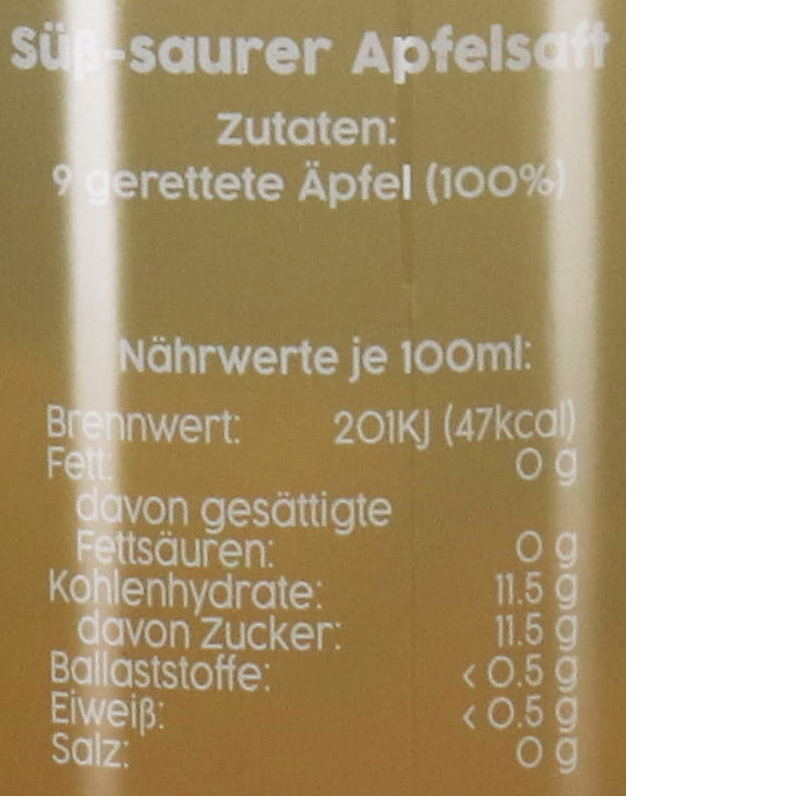 Süß-saurer Apfelsaft
Zutaten:
9 gerettete Äpfel (100%)
Nährwerte je 100ml:
Brennwert: 201KJ (47kcal)
Fett: 0 g
davon gesättigte
Fettsäuren: 0 g
Kohlenhydrate: 11.5 g
davon Zucker: 11.5 g
Ballaststoffe: < 0.5 g
Eiweiß: < 0.5 g
Salz: 0 g